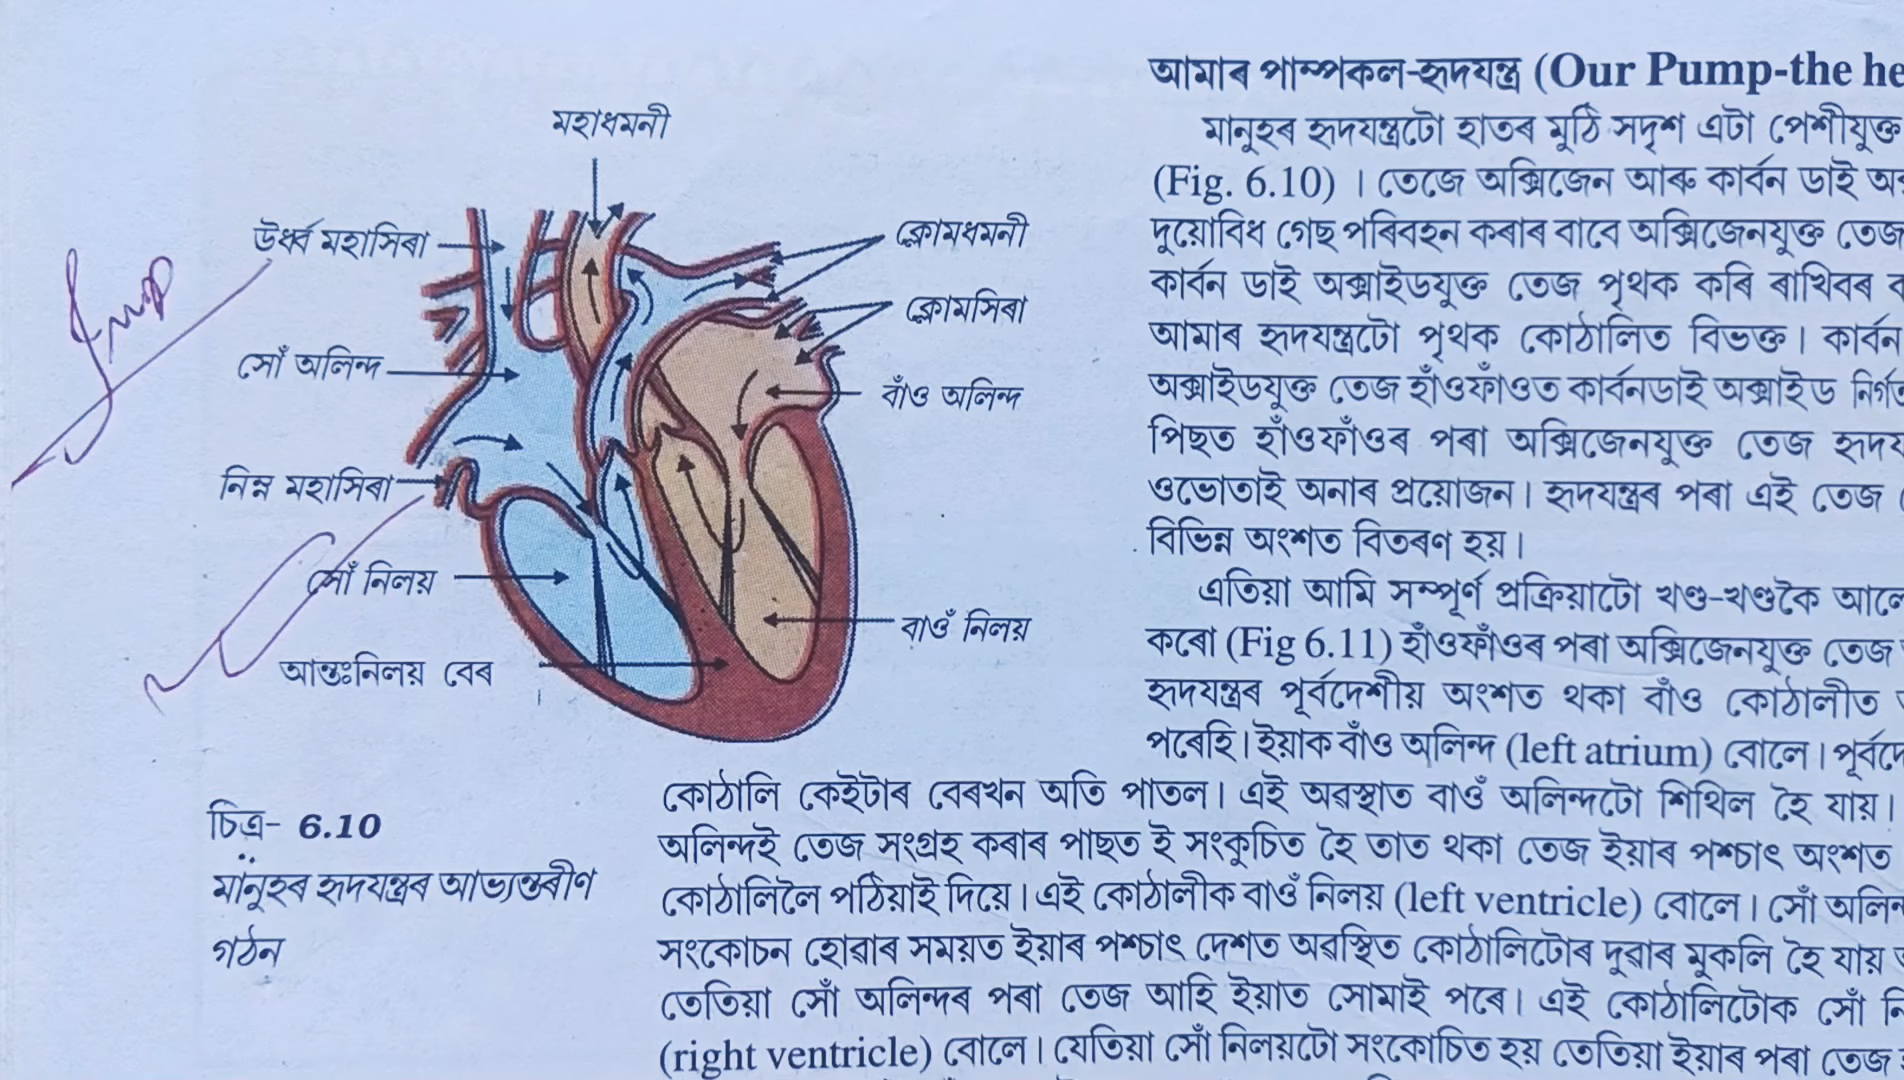 মহাধমনী
উৰ্ধ্ব মহাসিৰা
ক্লোমধমনী
ক্লোমসিৰা
সোঁ অলিন্দ
বাঁও অলিন্দ
নিম্ন মহাসিৰা
সোঁ নিলয়
বাওঁ নিলয়
আন্তঃনিলয় বেৰ
Imp
চিত্ৰ- 6.10
মানুহৰ হৃদযন্ত্ৰৰ আভ্যন্তৰীণ
গঠন
আমাৰ পাম্পকল-হৃদযন্ত্ৰ (Our Pump-the he
মানুহৰ হৃদযন্ত্ৰটো হাতৰ মুঠি সদৃশ এটা পেশীযুক্ত
(Fig. 6.10) । তেজে অক্সিজেন আৰু কাৰ্বন ডাই
দুয়োবিধ গেছ পৰিবহন কৰাৰ বাবে অক্সিজেনযুক্ত তেজ
কাৰ্বন ডাই অক্সাইডযুক্ত তেজ পৃথক কৰি ৰাখিবৰ
আমাৰ হৃদযন্ত্ৰটো পৃথক কোঠালিত বিভক্ত। কাৰ্বন
অক্সাইডযুক্ত তেজ হাঁওফাঁওত কাৰ্বনডাই অক্সাইড
পিছত হাঁওফাঁওৰ পৰা অক্সিজেনযুক্ত তেজ
ওভোতাই অনাৰ প্ৰয়োজন। হৃদযন্ত্ৰৰ পৰা এই তেজ
বিভিন্ন অংশত বিতৰণ হয়।
এতিয়া আমি সম্পূৰ্ণ প্ৰক্ৰিয়াটো খণ্ড-খণ্ডকৈ
কৰো (Fig 6.11) হাঁওফাঁওৰ পৰা অক্সিজেনযুক্ত তেজ
হৃদযন্ত্ৰৰ পূৰ্বদেশীয় অংশত থকা বাঁও কোঠালীত
পৰেহি। ইয়াক বাঁও অলিন্দ (left atrium) বোলে।
কোঠালি কেইটাৰ বেৰখন অতি পাতল। এই অৱস্থাত বাওঁ অলিন্দটো শিথিল হৈ যায়।
অলিন্দই তেজ সংগ্ৰহ কৰাৰ পাছত ই সংকুচিত হৈ তাত থকা তেজ ইয়াৰ পশ্চাৎ অংশত
কোঠালিলৈ পঠিয়াই দিয়ে। এই কোঠালীক বাওঁ নিলয় (left ventricle) বোলে। সোঁ
সংকোচন হোৱাৰ সময়ত ইয়াৰ পশ্চাৎ দেশত অৱস্থিত কোঠালিটোৰ দুৱাৰ মুকলি হৈ যায়
তেতিয়া সোঁ অলিন্দৰ পৰা তেজ আহি ইয়াত সোমাই পৰে। এই কোঠালিটোক সোঁ
(right ventricle) বোলে। যেতিয়া সোঁ নিলয়টো সংকোচিত হয় তেতিয়া ইয়াৰ পৰা তেজ